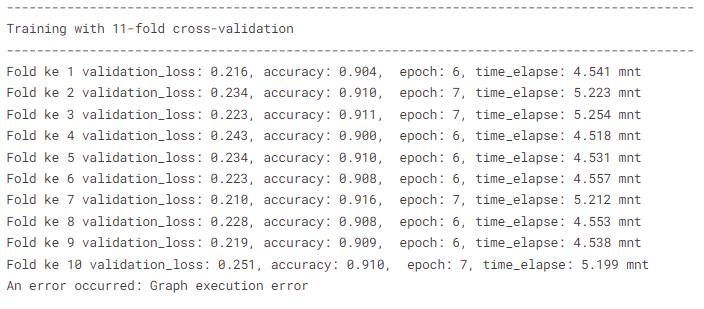 ------------------------------------------------------------------------------------------
Training with 11-fold cross-validation
------------------------------------------------------------------------------------------
Fold ke 1 validation_loss: 0.216, accuracy: 0.904,  epoch: 6, time_elapse: 4.541 mnt
Fold ke 2 validation_loss: 0.234, accuracy: 0.910,  epoch: 7, time_elapse: 5.223 mnt
Fold ke 3 validation_loss: 0.223, accuracy: 0.911,  epoch: 7, time_elapse: 5.254 mnt
Fold ke 4 validation_loss: 0.243, accuracy: 0.900,  epoch: 6, time_elapse: 4.518 mnt
Fold ke 5 validation_loss: 0.234, accuracy: 0.910,  epoch: 6, time_elapse: 4.531 mnt
Fold ke 6 validation_loss: 0.223, accuracy: 0.908,  epoch: 6, time_elapse: 4.557 mnt
Fold ke 7 validation_loss: 0.210, accuracy: 0.916,  epoch: 7, time_elapse: 5.212 mnt
Fold ke 8 validation_loss: 0.228, accuracy: 0.908,  epoch: 6, time_elapse: 4.553 mnt
Fold ke 9 validation_loss: 0.219, accuracy: 0.909,  epoch: 6, time_elapse: 4.538 mnt
Fold ke 10 validation_loss: 0.251, accuracy: 0.910,  epoch: 7, time_elapse: 5.199 mnt
An error occurred: Graph execution error